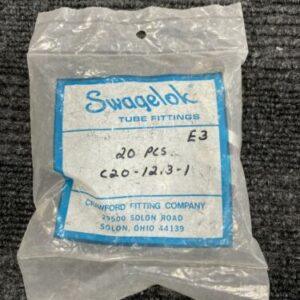 Swagelok
TUBE FITTINGS
E3
20 PCS
C20-12.3-1
CRAWFORD FITTING COMPANY
29500 SOLON ROAD
SOLON, OHIO 44139